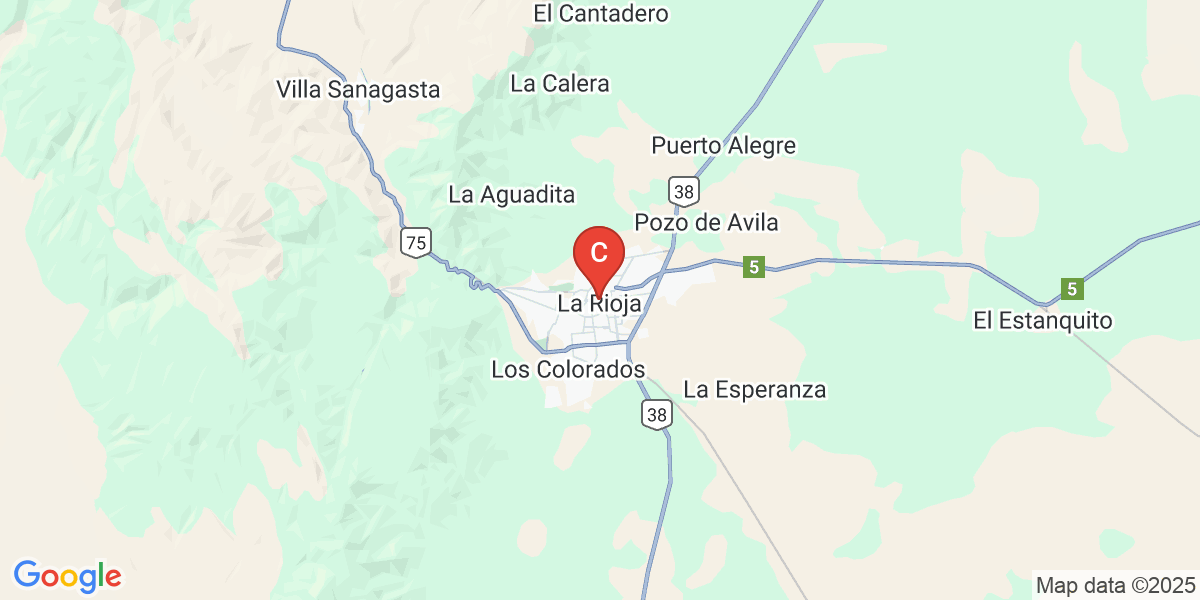 El Cantadero
La Calera
Villa Sanagasta
Puerto Alegre
La Aguadita
38
Pozo de Avila
75
C
5
5
La Rioja
El Estanquito
Los Colorados
La Esperanza
38
Google
Map data ©2025